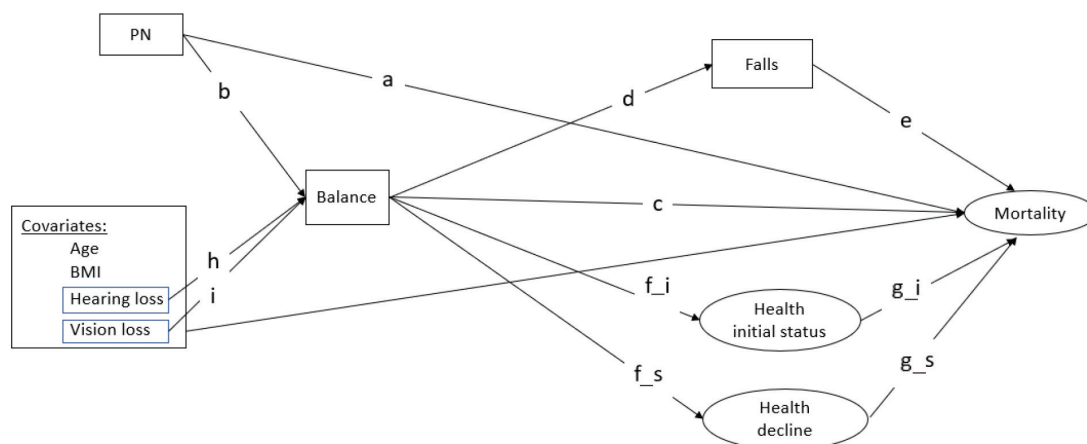 PN
a
b
d
Falls
e
Balance
c
Mortality
Covariates:
Age
BMI
Hearing loss
Vision loss
h
i
f_i
Health
initial status
g_i
f_s
g_s
Health
decline